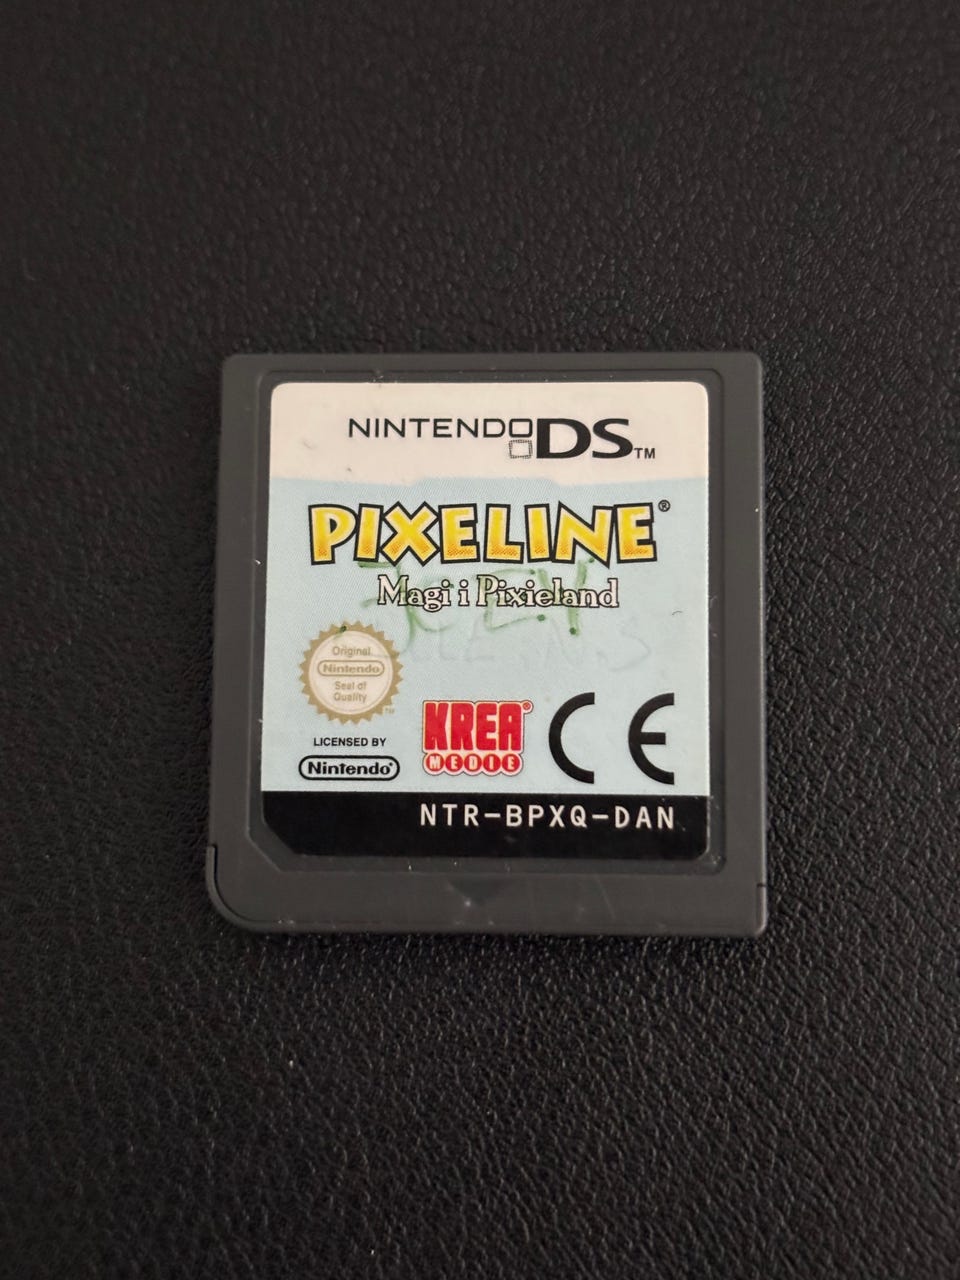 NINTENDO DS™
PIXELINE®
Magi i Pixieland
Original
Nintendo
Seal of
Quality
TM
LICENSED BY
Nintendo®
KREA®
MEDIE
CE
NTR-BPXQ-DAN